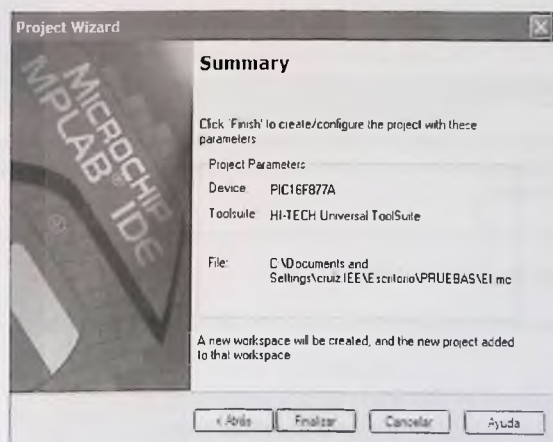 Project Wizard
MICROCHIP
MPLAB® IDE
Summary
Click 'Finish' to create/configure the project with these
parameters
Project Parameters
Device: PIC16F877A
Toolsuite: HI-TECH Universal ToolSuite
File: C:\Documents and
Settings\cruiz.IEE\Escritorio\PRUEBAS\E1.mc
A new workspace will be created, and the new project added
to that workspace
< Atrás Finalizar Cancelar Ayuda